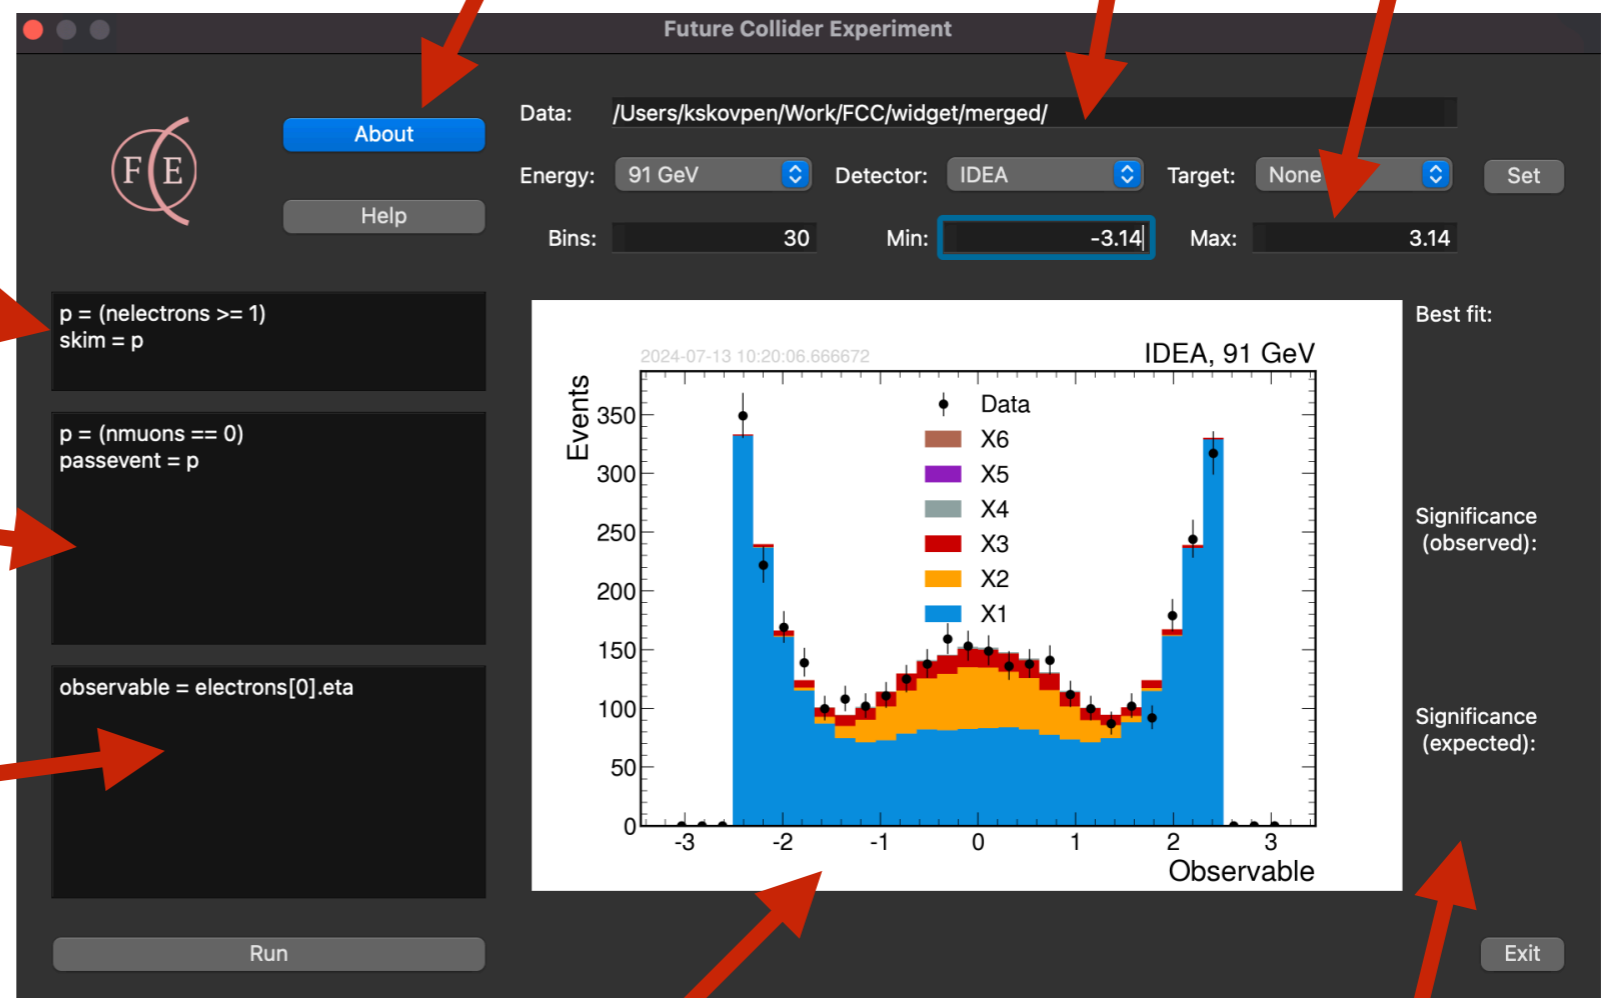 Future Collider Experiment
FCE
About
Help
Data: /Users/kskovpen/Work/FCC/widget/merged/
Energy: 91 GeV Detector: IDEA Target: None Set
Bins: 30 Min: -3.14 Max: 3.14
p = (nelectrons >= 1)
skim = p
p = (nmuons == 0)
passevent = p
observable = electrons[0].eta
Run
2024-07-13 10:20:06.666672
IDEA, 91 GeV
Events
350
300
250
200
150
100
50
0
Data
X6
X5
X4
X3
X2
X1
-3 -2 -1 0 1 2 3
Observable
Best fit:
Significance
(observed):
Significance
(expected):
Exit